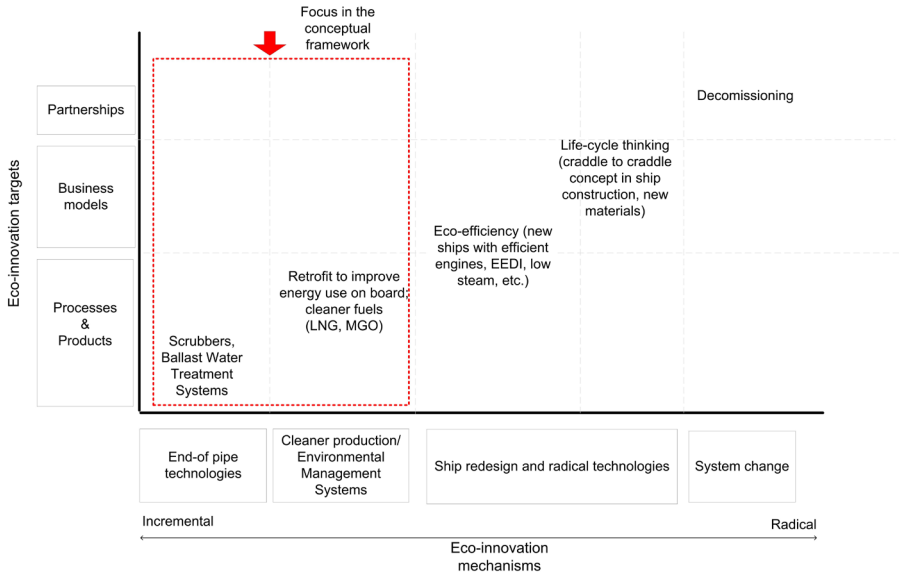 Focus in the
conceptual
framework
Partnerships
Decomissioning
Business
models
Life-cycle thinking
(craddle to craddle
concept in ship
construction, new
materials)
Eco-innovation targets
Eco-efficiency (new
ships with efficient
engines, EEDI, low
steam, etc.)
Processes
&
Products
Retrofit to improve
energy use on board,
cleaner fuels
(LNG, MGO)
Scrubbers,
Ballast Water
Treatment
Systems
End-of pipe
technologies
Cleaner production/
Environmental
Management
Systems
Ship redesign and radical technologies
System change
Incremental
Radical
Eco-innovation
mechanisms